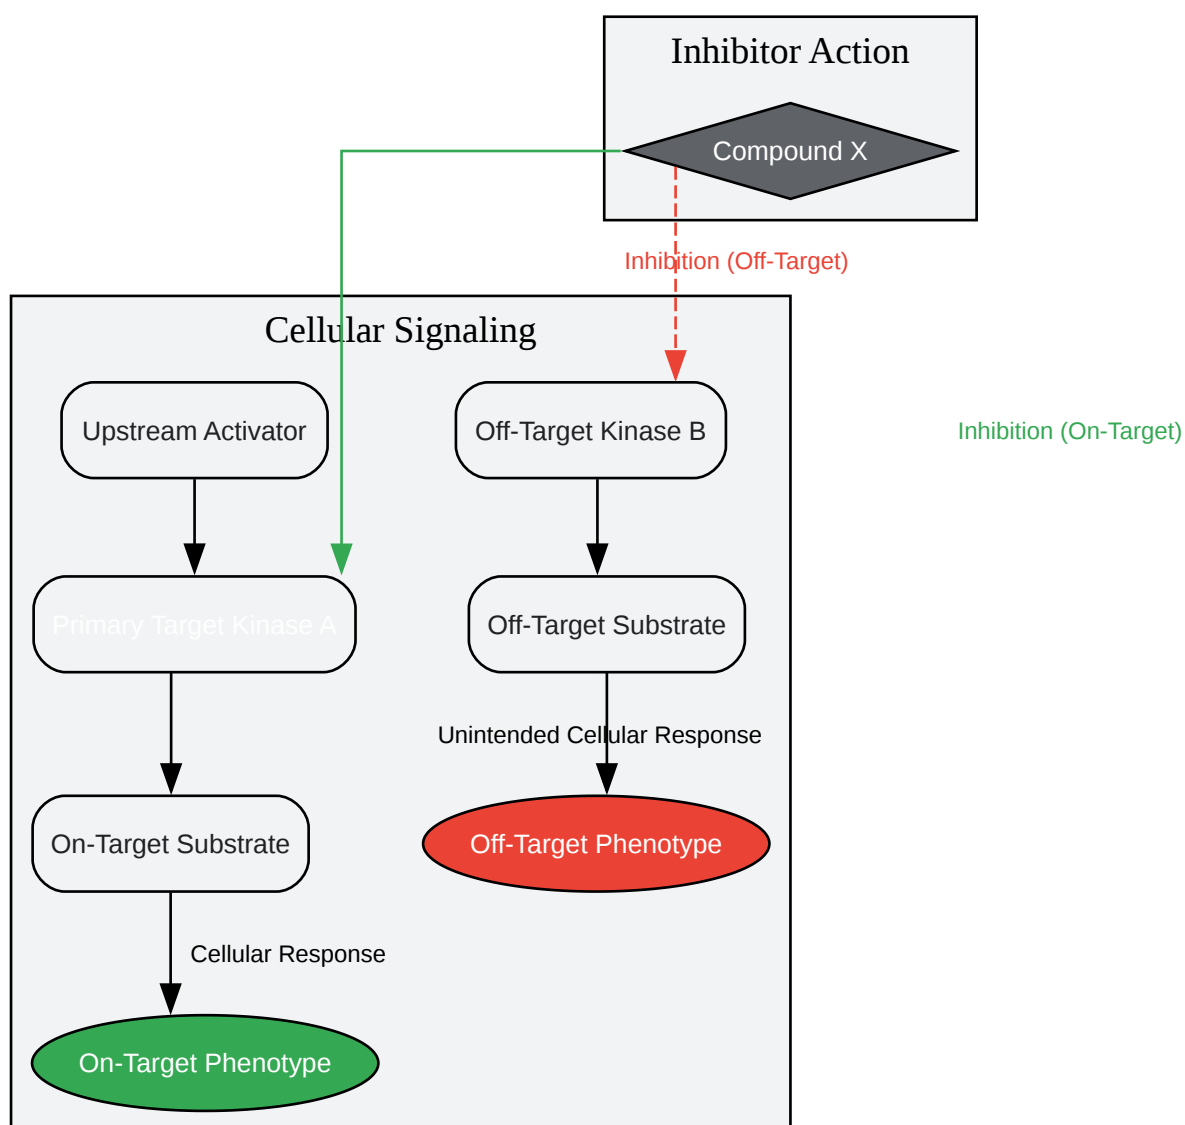 Inhibitor Action
Compound X
Inhibition (Off-Target)
Cellular Signaling
Upstream Activator
Off-Target Kinase B
Inhibition (On-Target)
Primary Target Kinase A
Off-Target Substrate
Unintended Cellular Response
On-Target Substrate
Off-Target Phenotype
Cellular Response
On-Target Phenotype